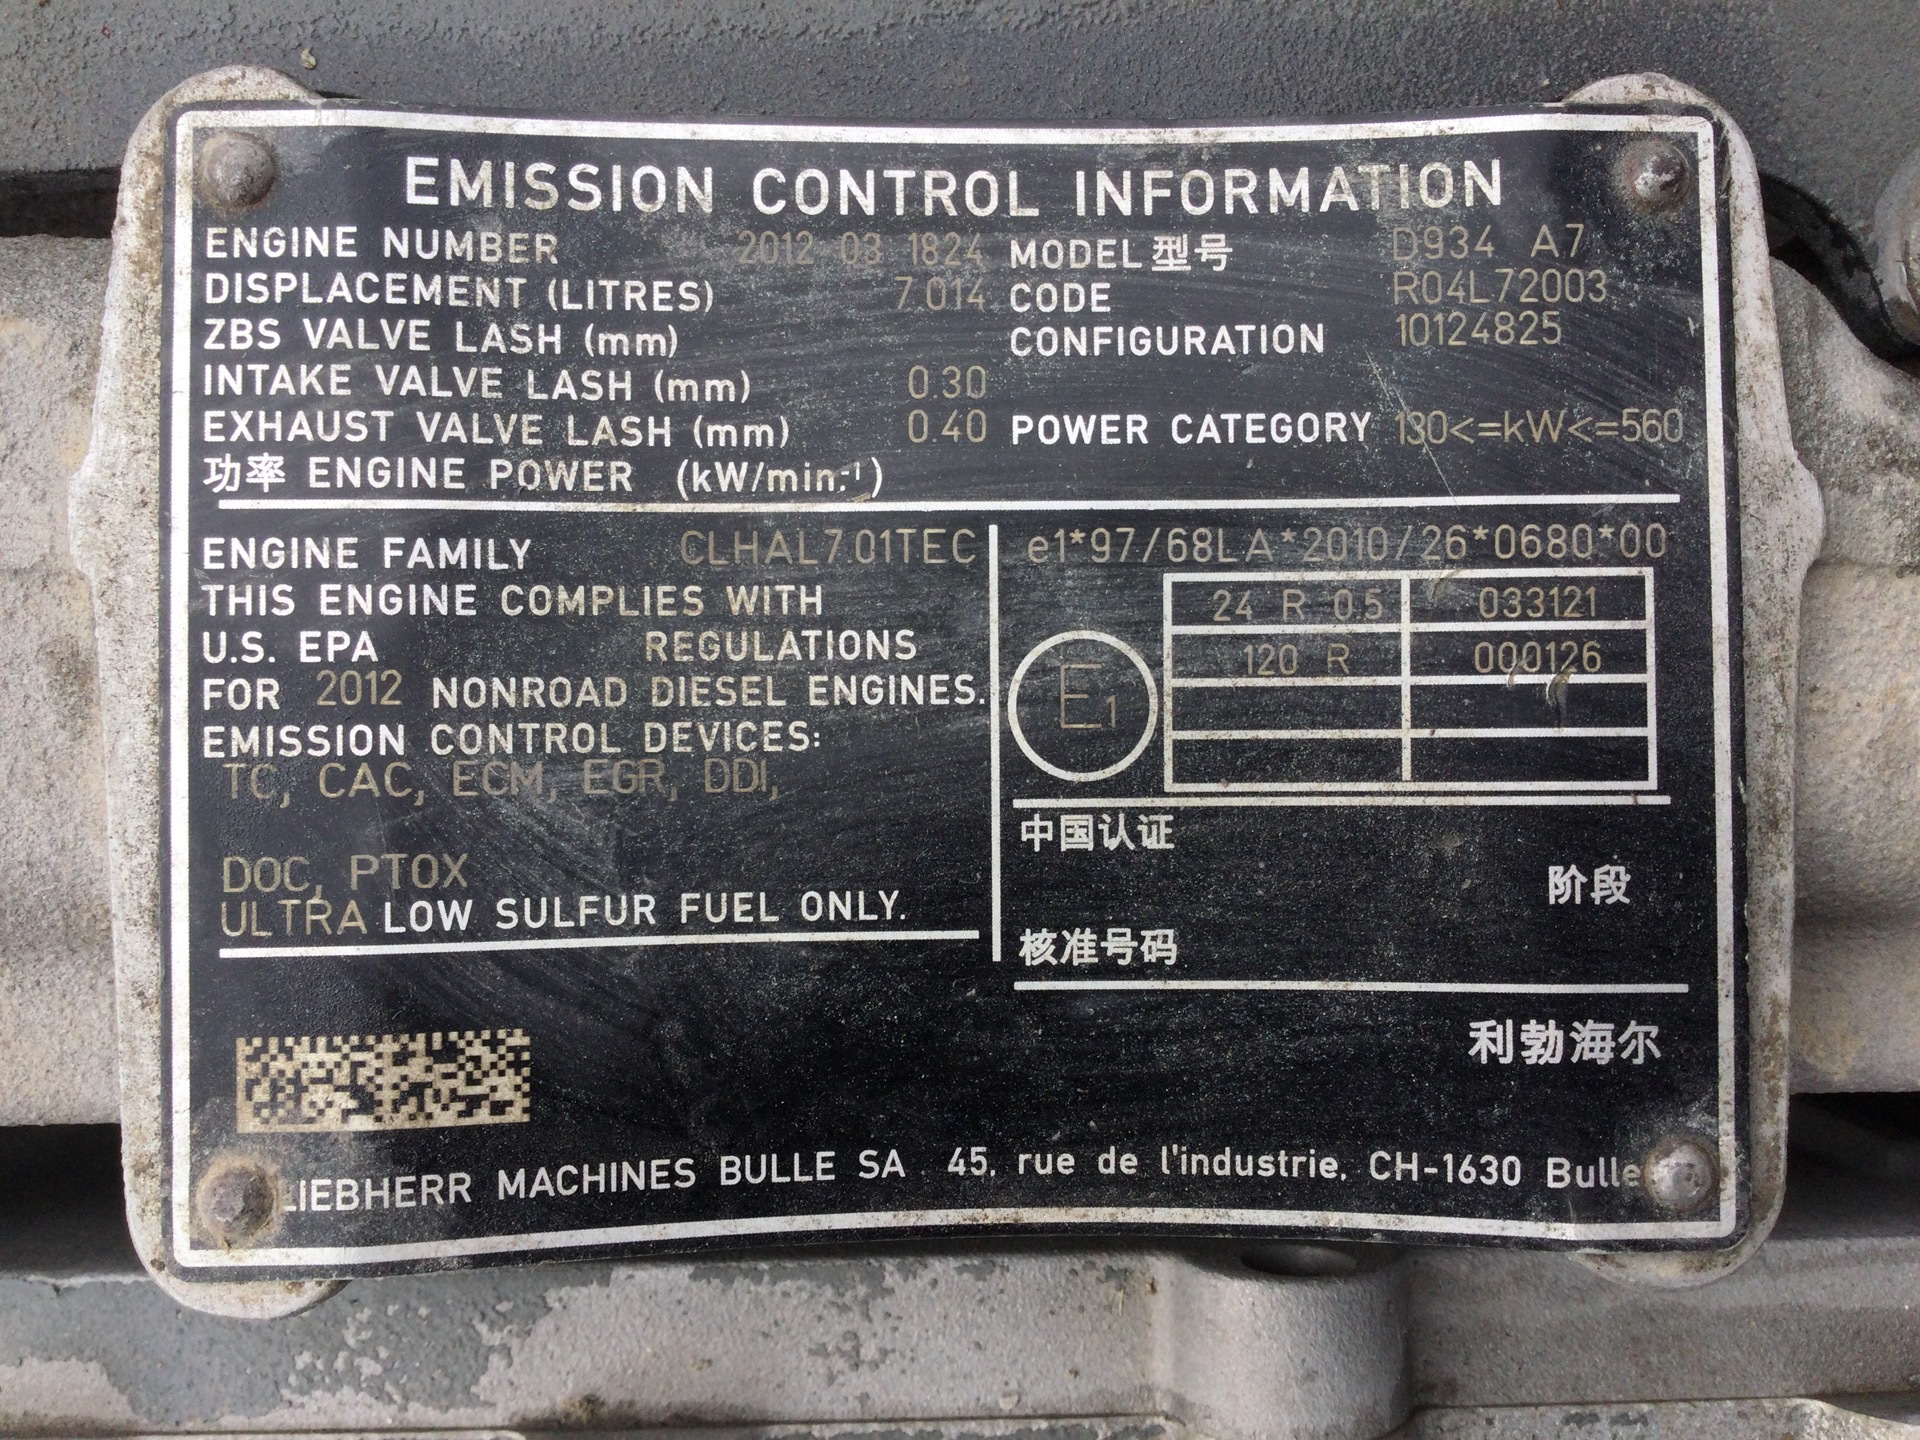 EMISSION CONTROL INFORMATION
ENGINE NUMBER 2012 03 1824
DISPLACEMENT (LITRES) 7.014
ZBS VALVE LASH (mm)
INTAKE VALVE LASH (mm) 0.30
EXHAUST VALVE LASH (mm) 0.40
功率 ENGINE POWER (kW/min.-¹)
MODEL 型号 D934 A7
CODE R04L72003
CONFIGURATION 10124825
POWER CATEGORY 130<=kW<=560
ENGINE FAMILY CLHAL7.01TEC
THIS ENGINE COMPLIES WITH
U.S. EPA REGULATIONS
FOR 2012 NONROAD DIESEL ENGINES.
EMISSION CONTROL DEVICES:
TC, CAC, ECM, EGR, DDI,
DOC, PTOX
ULTRA LOW SULFUR FUEL ONLY.
e1*97/68LA*2010/26*0680*00
E1
24 R 0.5 033121
120 R 000126
中国认证
阶段
核准号码
利勃海尔
LIEBHERR MACHINES BULLE SA . 45, rue de l'industrie, CH-1630 Bulle